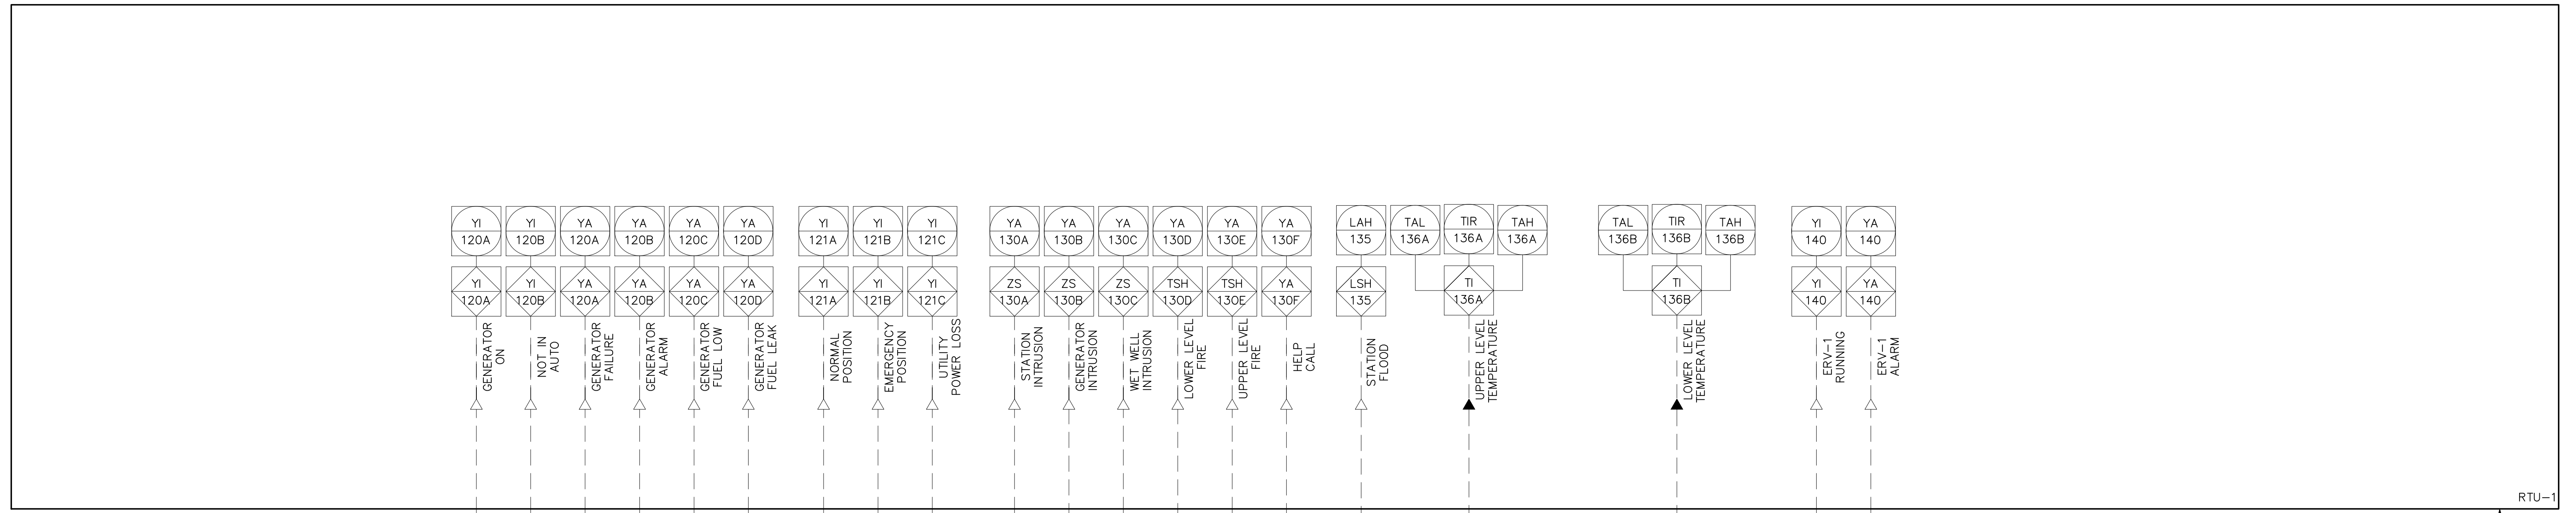 YI YI YA YA YA YA YI YI YI YA YA YA YA YA YA LAH TAL TIR TAH TAL TIR TAH YI YA
120A 120B 120A 120B 120C 120D 121A 121B 121C 130A 130B 130C 130D 130E 130F 135 136A 136A 136A 136B 136B 136B 140 140
YI YI YA YA YA YA YI YI YI ZS ZS ZS TSH TSH YA LSH TI TI YI YA
120A 120B 120A 120B 120C 120D 121A 121B 121C 130A 130B 130C 130D 130E 130F 135 136A 136B 140 140
GENERATOR
ON
NOT IN
AUTO
GENERATOR
FAILURE
GENERATOR
ALARM
GENERATOR
FUEL LOW
GENERATOR
FUEL LEAK
NORMAL
POSITION
EMERGENCY
POSITION
UTILITY
POWER LOSS
STATION
INTRUSION
GENERATOR
INTRUSION
WET WELL
INTRUSION
LOWER LEVEL
FIRE
UPPER LEVEL
FIRE
HELP
CALL
STATION
FLOOD
UPPER LEVEL
TEMPERATURE
LOWER LEVEL
TEMPERATURE
ERV-1
RUNNING
ERV-1
ALARM
RTU-1